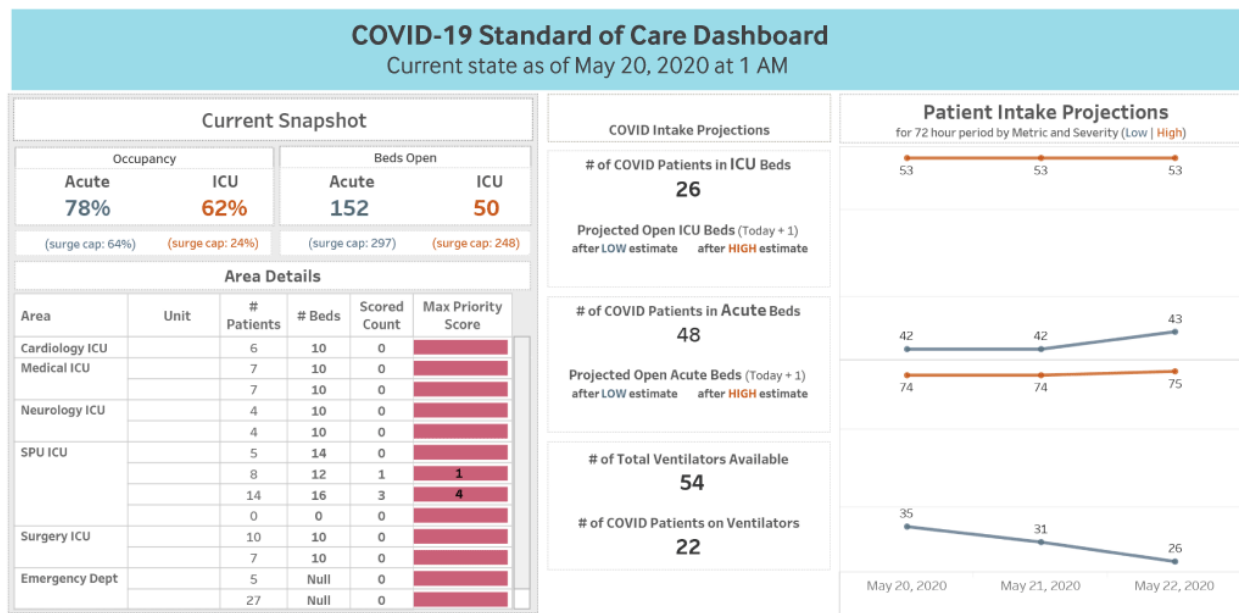 COVID-19 Standard of Care Dashboard
Current state as of May 20, 2020 at 1 AM
Current Snapshot
Occupancy
Acute ICU
78% 62%
(surge cap: 64%) (surge cap: 24%)
Beds Open
Acute ICU
152 50
(surge cap: 297) (surge cap: 248)
Area Details
Area Unit # Patients # Beds Scored Count Max Priority Score
Cardiology ICU 6 10 0
Medical ICU 7 10 0
7 10 0
Neurology ICU 4 10 0
4 10 0
SPU ICU 5 14 0
8 12 1 1
14 16 3 4
0 0 0
Surgery ICU 10 10 0
7 10 0
Emergency Dept 5 Null 0
27 Null 0
COVID Intake Projections
# of COVID Patients in ICU Beds
26
Projected Open ICU Beds (Today + 1)
after LOW estimate after HIGH estimate
# of COVID Patients in Acute Beds
48
Projected Open Acute Beds (Today + 1)
after LOW estimate after HIGH estimate
# of Total Ventilators Available
54
# of COVID Patients on Ventilators
22
Patient Intake Projections
for 72 hour period by Metric and Severity (Low | High)
53 53 53
42 42 43
74 74 75
35 31 26
May 20, 2020 May 21, 2020 May 22, 2020